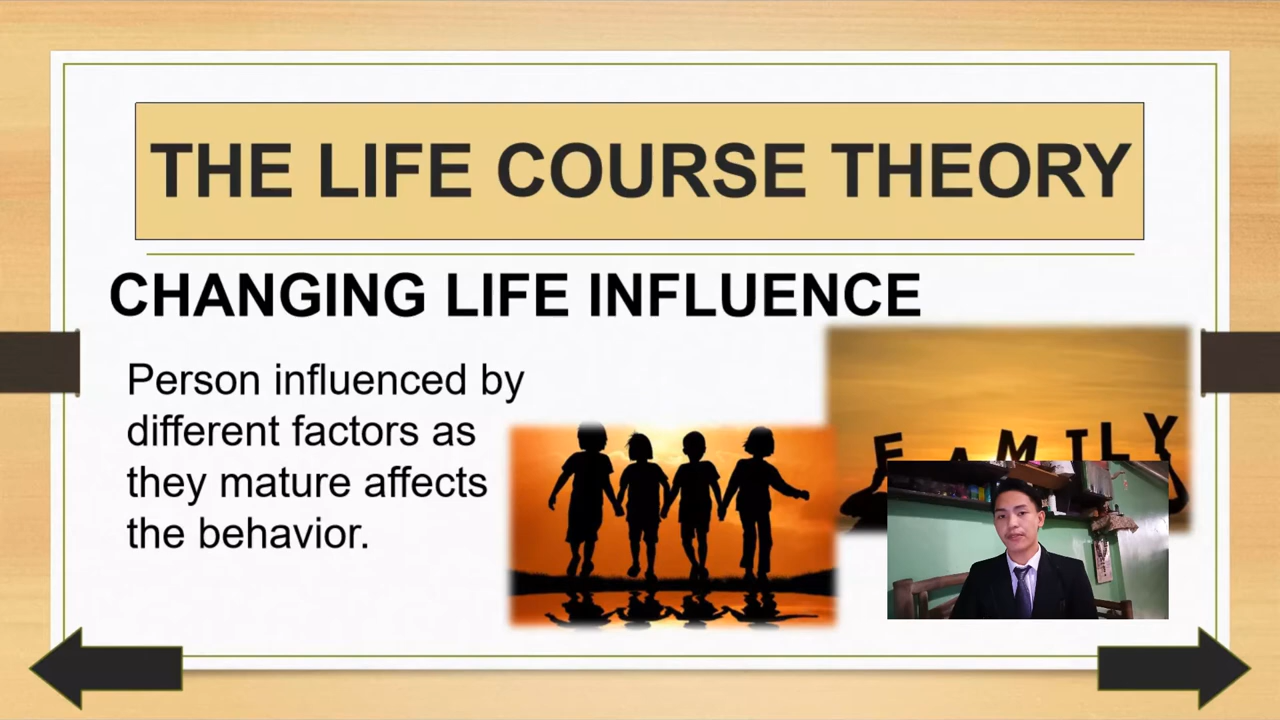 THE LIFE COURSE THEORY
CHANGING LIFE INFLUENCE
Person influenced by
different factors as
they mature affects
the behavior.
FAMILY